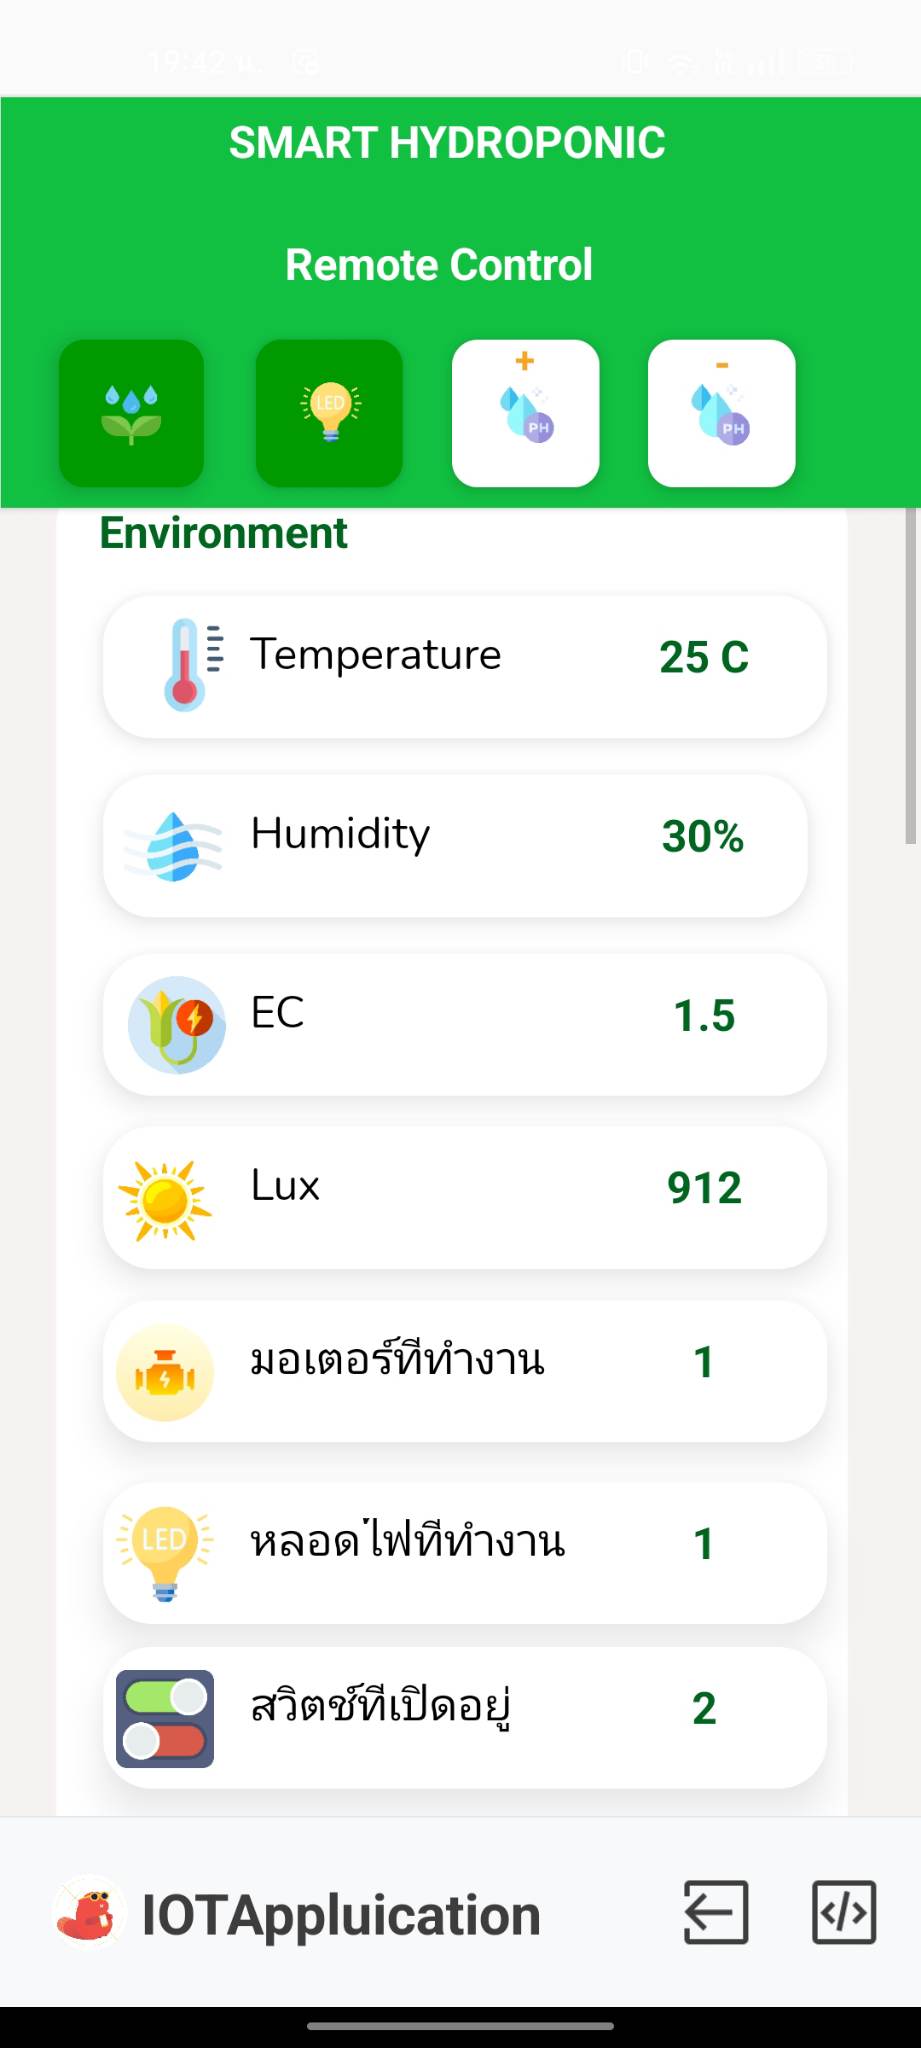 19:42 น.
SMART HYDROPONIC
Remote Control
LED
+
-
PH
PH
Environment
Temperature 25 C
Humidity 30%
EC 1.5
Lux 912
มอเตอร์ที่ทำงาน 1
LED หลอดไฟที่ทำงาน 1
สวิตช์ที่เปิดอยู่ 2
IOTAppluication